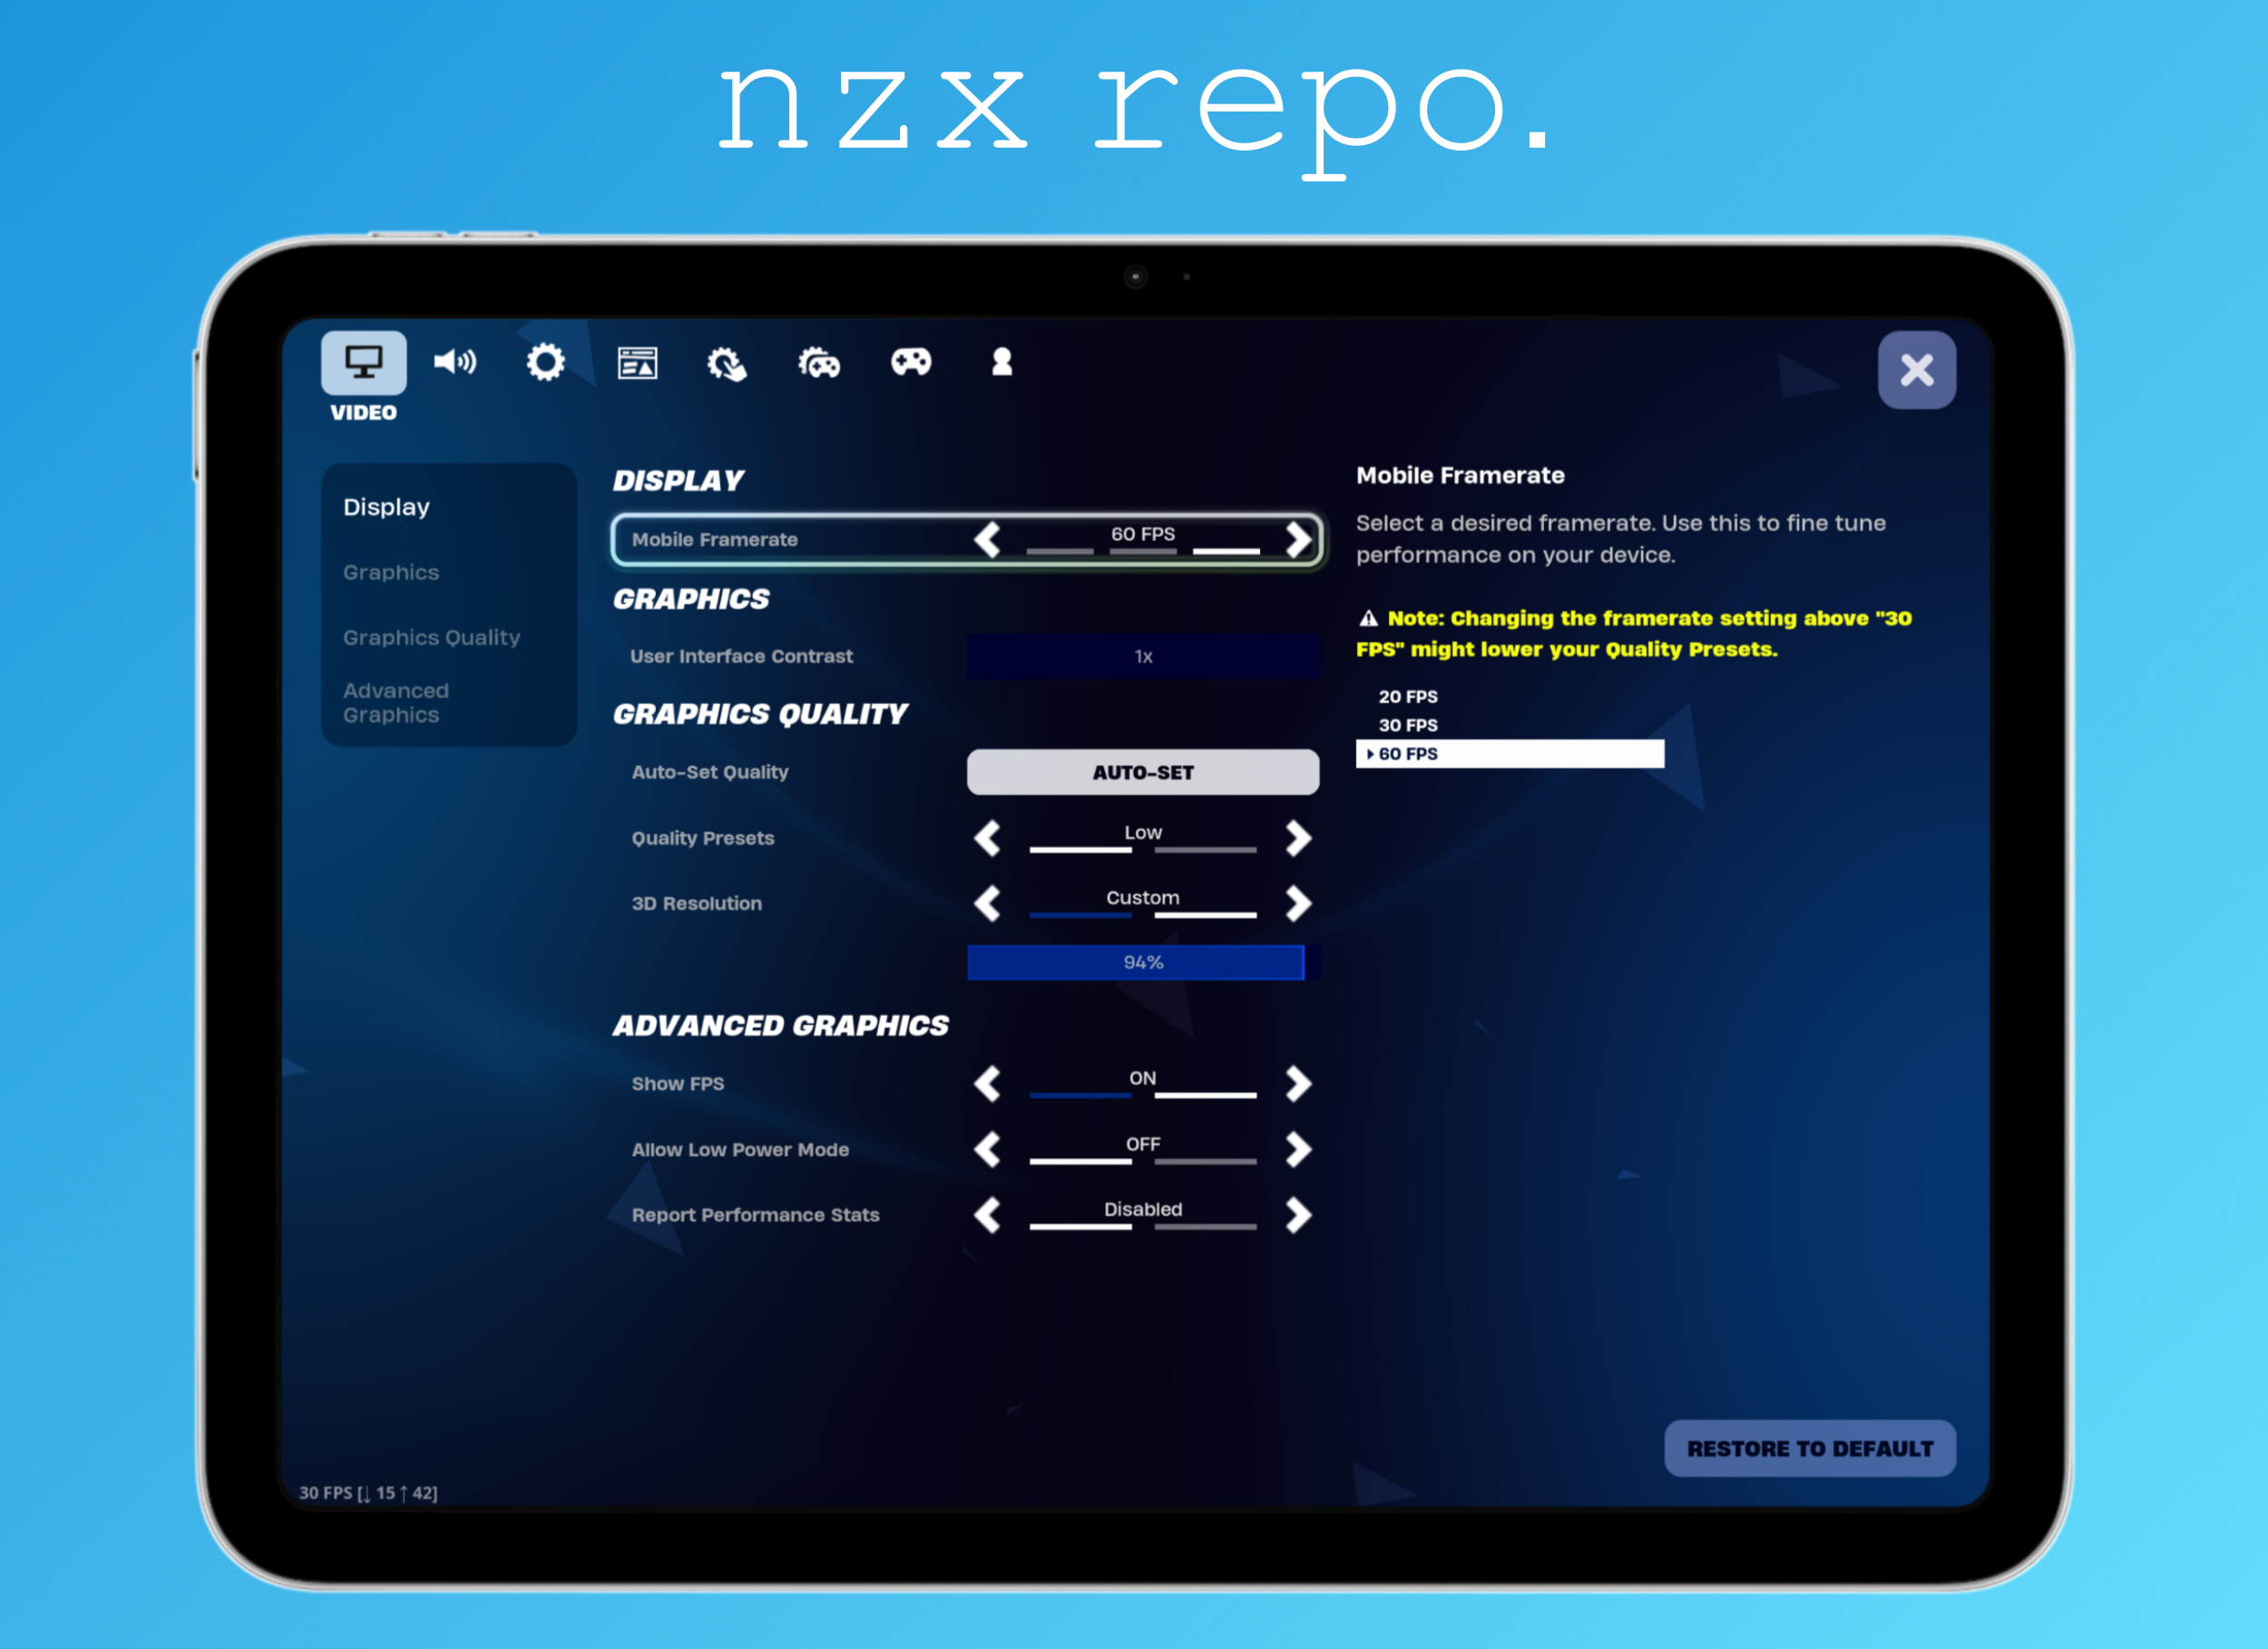 nzx repo.
VIDEO
Display
Graphics
Graphics Quality
Advanced
Graphics
DISPLAY
Mobile Framerate
60 FPS
GRAPHICS
User Interface Contrast
1x
GRAPHICS QUALITY
Auto-Set Quality
AUTO-SET
Quality Presets
Low
3D Resolution
Custom
94%
ADVANCED GRAPHICS
Show FPS
ON
Allow Low Power Mode
OFF
Report Performance Stats
Disabled
Mobile Framerate
Select a desired framerate. Use this to fine tune
performance on your device.
Note: Changing the framerate setting above "30
FPS" might lower your Quality Presets.
20 FPS
30 FPS
60 FPS
RESTORE TO DEFAULT
30 FPS [↓ 15 ↑ 42]